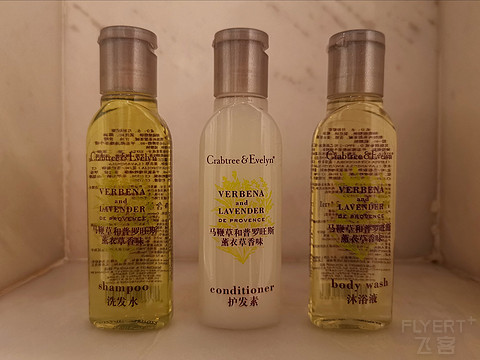 Crabtree & Evelyn
VERBENA
and
LAVENDER
DE PROVENCE
马鞭草和普罗旺斯
薰衣草香味
shampoo
洗发水
Crabtree & Evelyn®
VERBENA
and
LAVENDER
DE PROVENCE
马鞭草和普罗旺斯
薰衣草香味
conditioner
护发素
Crabtree & Evelyn
VERBENA
and
LAVENDER
DE PROVENCE
马鞭草和普罗旺斯
薰衣草香味
body wash
沐浴液
FLYERT+
飞客